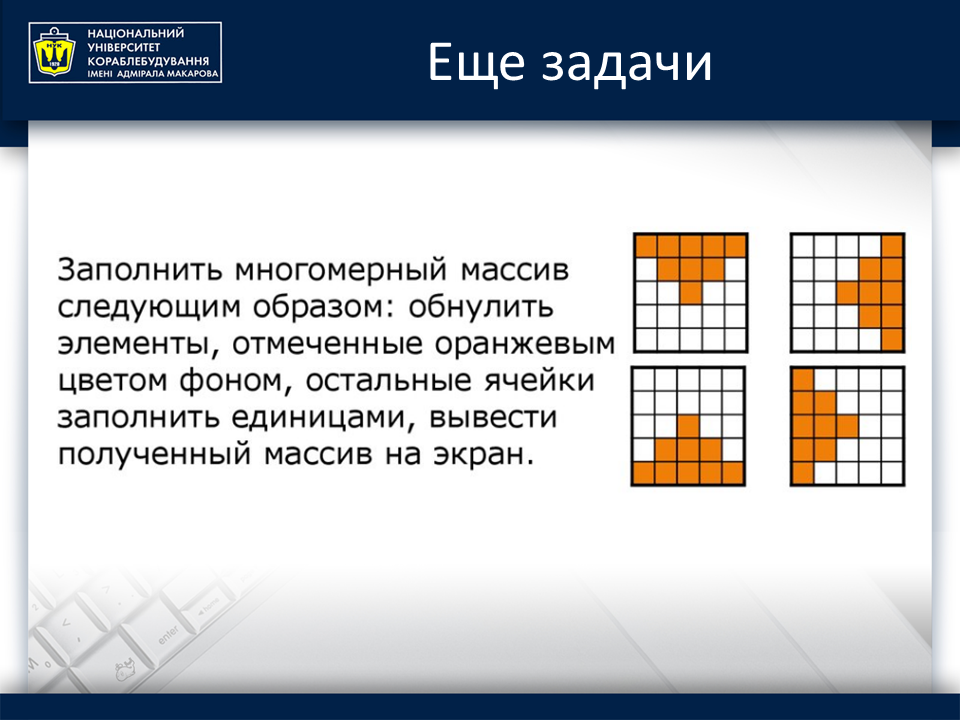 НАЦІОНАЛЬНИЙ
УНІВЕРСИТЕТ
КОРАБЛЕБУДУВАННЯ
ІМЕНІ АДМІРАЛА МАКАРОВА
НУК
1920
Еще задачи
Заполнить многомерный массив
следующим образом: обнулить
элементы, отмеченные оранжевым
цветом фоном, остальные ячейки
заполнить единицами, вывести
полученный массив на экран.
enter